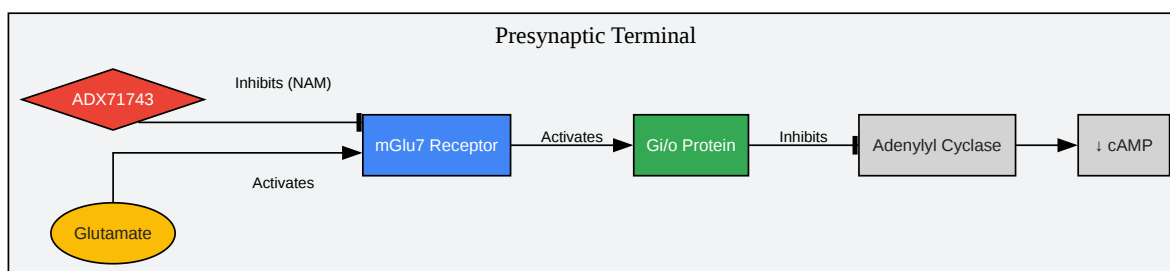 Presynaptic Terminal
Inhibits (NAM)
ADX71743
mGlu7 Receptor
Activates
Gi/o Protein
Inhibits
Adenylyl Cyclase
↓ cAMP
Activates
Glutamate